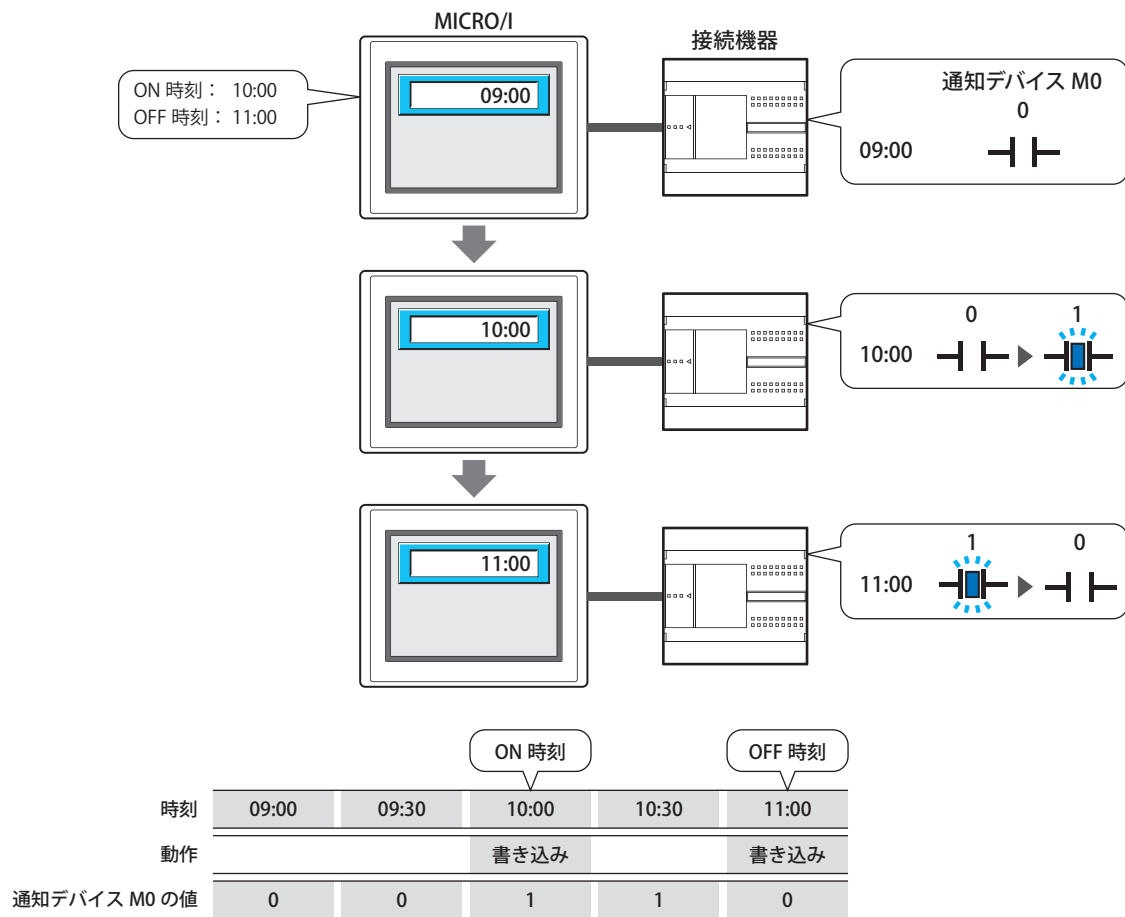 MICRO/I
接続機器
ON 時刻： 10:00
OFF 時刻： 11:00
09:00
通知デバイス M0
0
09:00
10:00
0 1
10:00
11:00
1 0
11:00
ON 時刻 OFF 時刻
時刻 09:00 09:30 10:00 10:30 11:00
動作 書き込み 書き込み
通知デバイス M0 の値 0 0 1 1 0